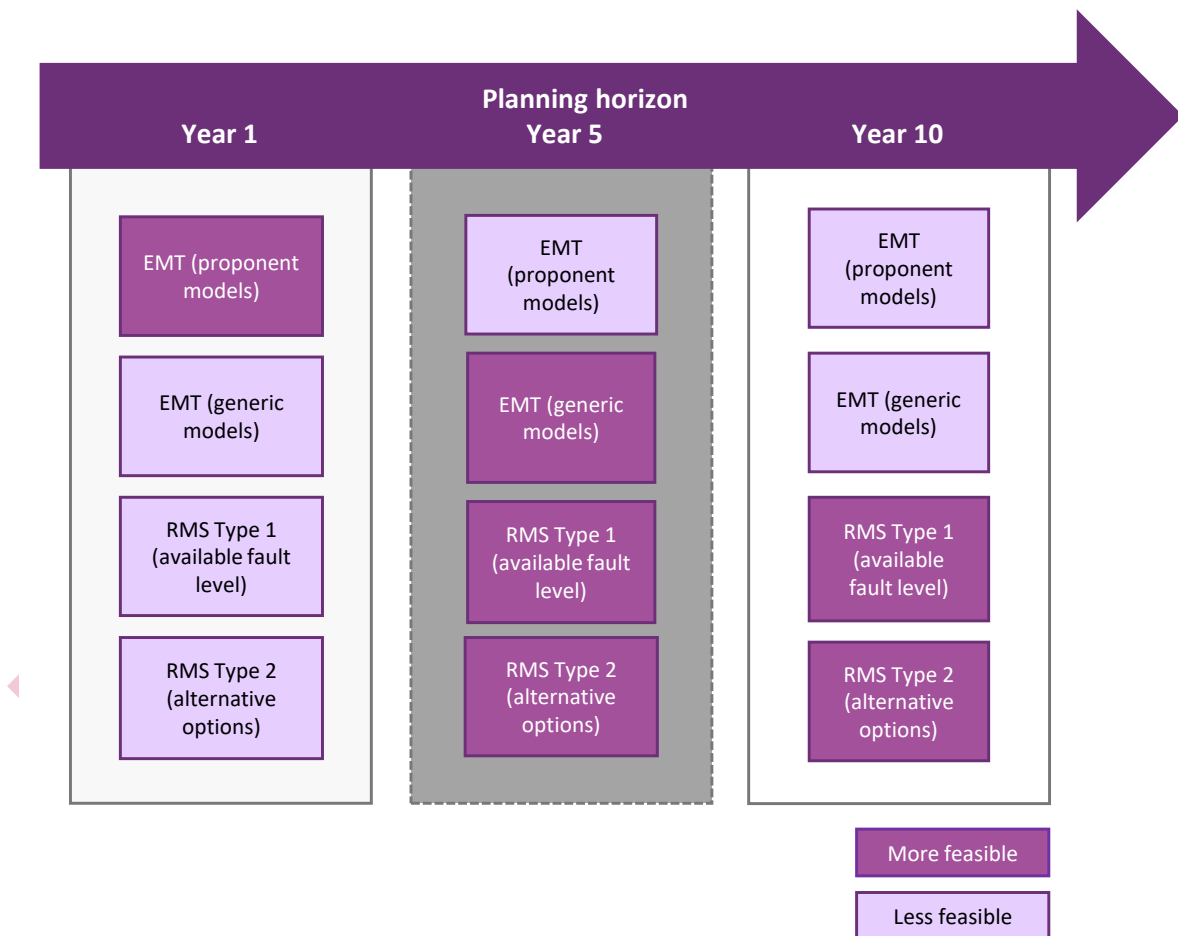 Planning horizon
Year 1
Year 5
Year 10
EMT (proponent
models)
EMT (generic
models)
RMS Type 1
(available fault
level)
RMS Type 2
(alternative
options)
EMT
(proponent
models)
EMT (generic
models)
RMS Type 1
(available fault
level)
RMS Type 2
(alternative
options)
EMT
(proponent
models)
EMT (generic
models)
RMS Type 1
(available
fault level)
RMS Type 2
(alternative
options)
More feasible
Less feasible